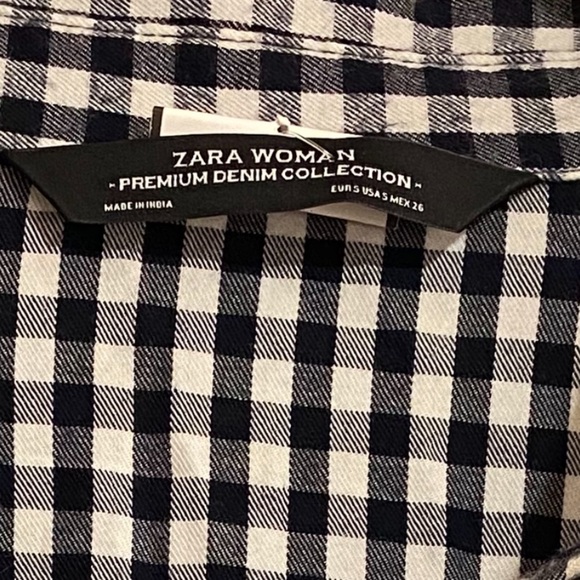 ZARA WOMAN
- PREMIUM DENIM COLLECTION -
MADE IN INDIA
EUR S USA S MEX 26